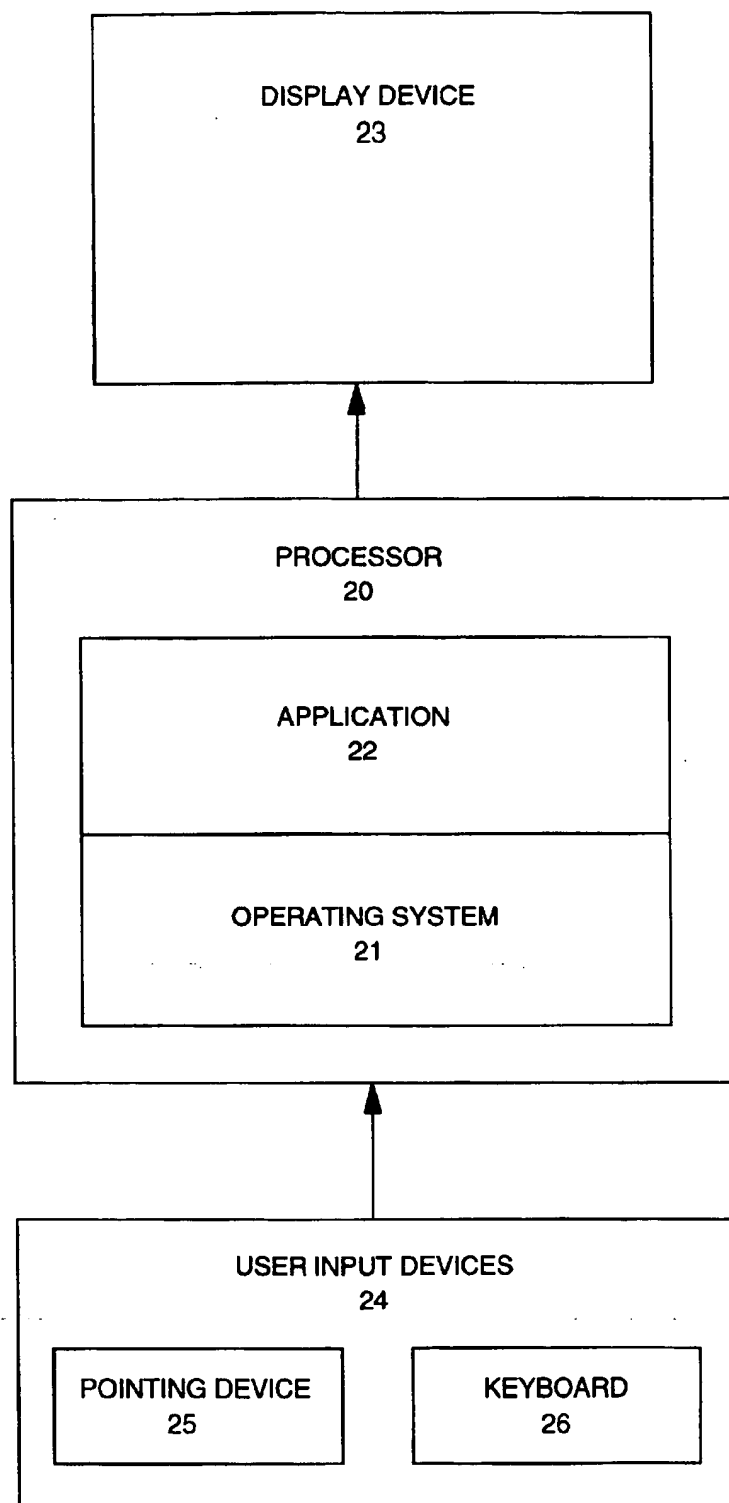 DISPLAY DEVICE
23
PROCESSOR
20
APPLICATION
22
OPERATING SYSTEM
21
USER INPUT DEVICES
24
POINTING DEVICE
25
KEYBOARD
26